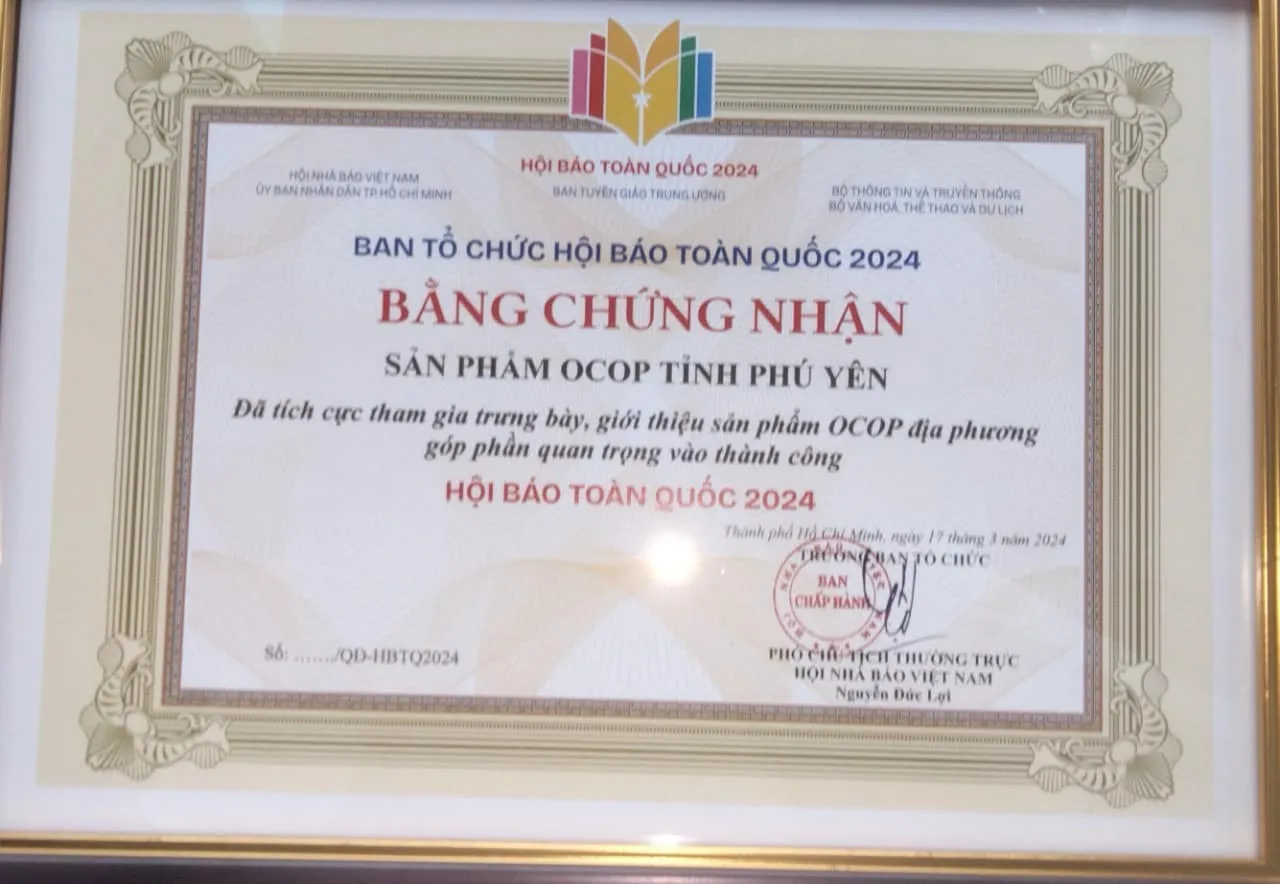 HỘI BÁO TOÀN QUỐC 2024
HỘI NHÀ BÁO VIỆT NAM
ỦY BAN NHÂN DÂN TP. HỒ CHÍ MINH
BAN TUYÊN GIÁO TRUNG ƯƠNG
BỘ THÔNG TIN VÀ TRUYỀN THÔNG
BỘ VĂN HOÁ, THỂ THAO VÀ DU LỊCH
BAN TỔ CHỨC HỘI BÁO TOÀN QUỐC 2024
BẰNG CHỨNG NHẬN
SẢN PHẨM OCOP TỈNH PHÚ YÊN
Đã tích cực tham gia trưng bày, giới thiệu sản phẩm OCOP địa phương
góp phần quan trọng vào thành công
HỘI BÁO TOÀN QUỐC 2024
Thành phố Hồ Chí Minh, ngày 17 tháng 3 năm 2024
TRƯỞNG BAN TỔ CHỨC
BAN
CHẤP HÀNH
PHÓ CHỦ TỊCH THƯỜNG TRỰC
HỘI NHÀ BÁO VIỆT NAM
Nguyễn Đức Lợi
Số: ......./QĐ-HBTQ2024